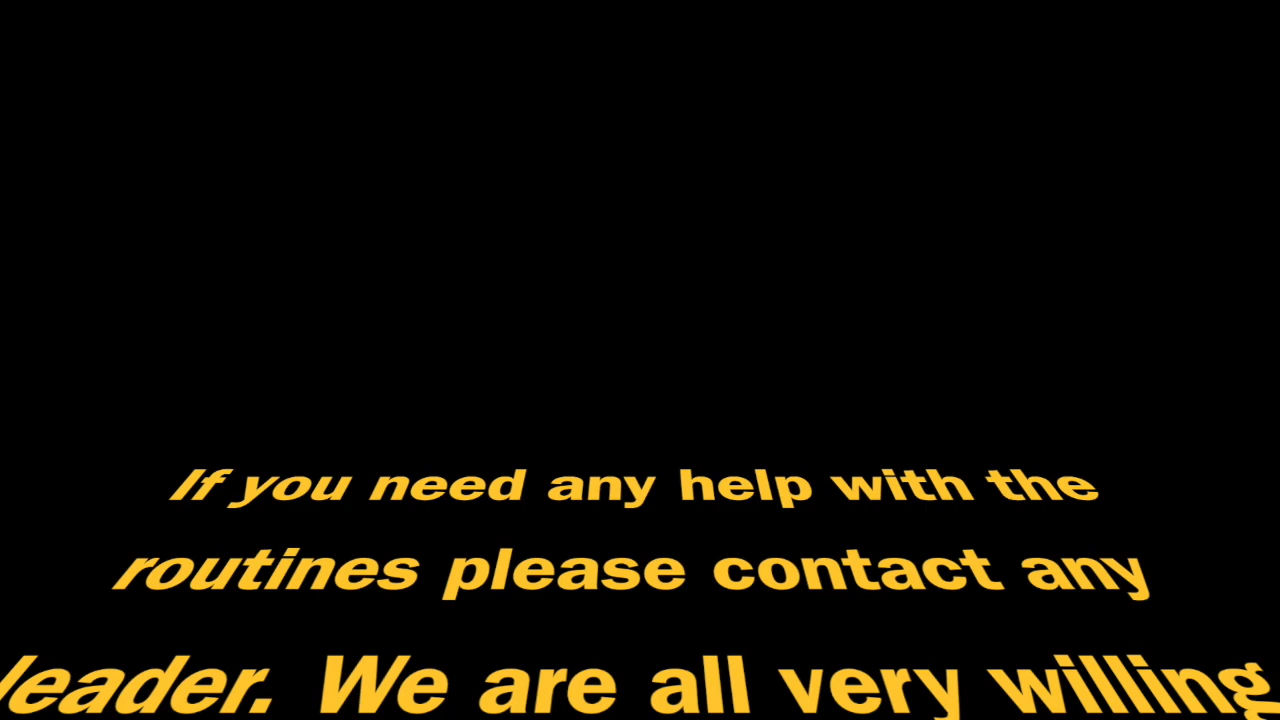 If you need any help with the
routines please contact any
leader. We are all very willing